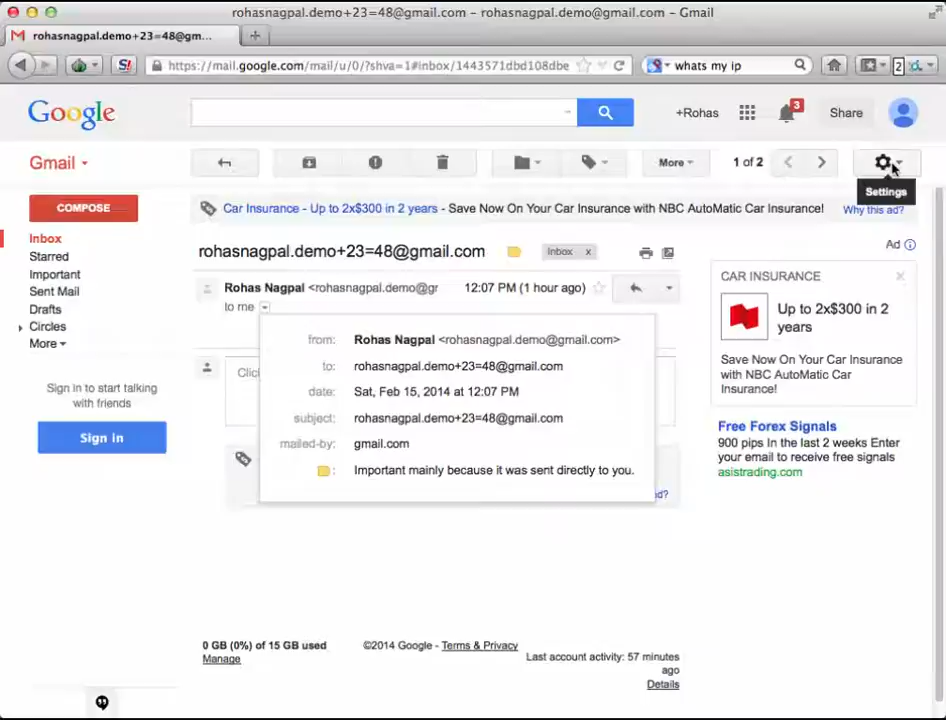 rohasnagpal.demo+23=48@gmail.com – rohasnagpal.demo@gmail.com – Gmail
rohasnagpal.demo+23=48@gm...
https://mail.google.com/mail/u/0/?shva=1#inbox/1443571dbd108dbe
whats my ip
2
Google
+Rohas
3
Share
Gmail
More
1 of 2
Settings
COMPOSE
Car Insurance - Up to 2x$300 in 2 years - Save Now On Your Car Insurance with NBC AutoMatic Car Insurance!
Why this ad?
Inbox
Starred
Important
Sent Mail
Drafts
Circles
More
Sign in to start talking
with friends
Sign in
rohasnagpal.demo+23=48@gmail.com
Inbox x
Rohas Nagpal <rohasnagpal.demo@gr
12:07 PM (1 hour ago)
to me
from: Rohas Nagpal <rohasnagpal.demo@gmail.com>
to: rohasnagpal.demo+23=48@gmail.com
date: Sat, Feb 15, 2014 at 12:07 PM
subject: rohasnagpal.demo+23=48@gmail.com
mailed-by: gmail.com
: Important mainly because it was sent directly to you.
Clic
d?
Ad
CAR INSURANCE
Up to 2x$300 in 2
years
Save Now On Your Car Insurance
with NBC AutoMatic Car
Insurance!
Free Forex Signals
900 pips In the last 2 weeks Enter
your email to receive free signals
asistrading.com
0 GB (0%) of 15 GB used
Manage
©2014 Google - Terms & Privacy
Last account activity: 57 minutes
ago
Details